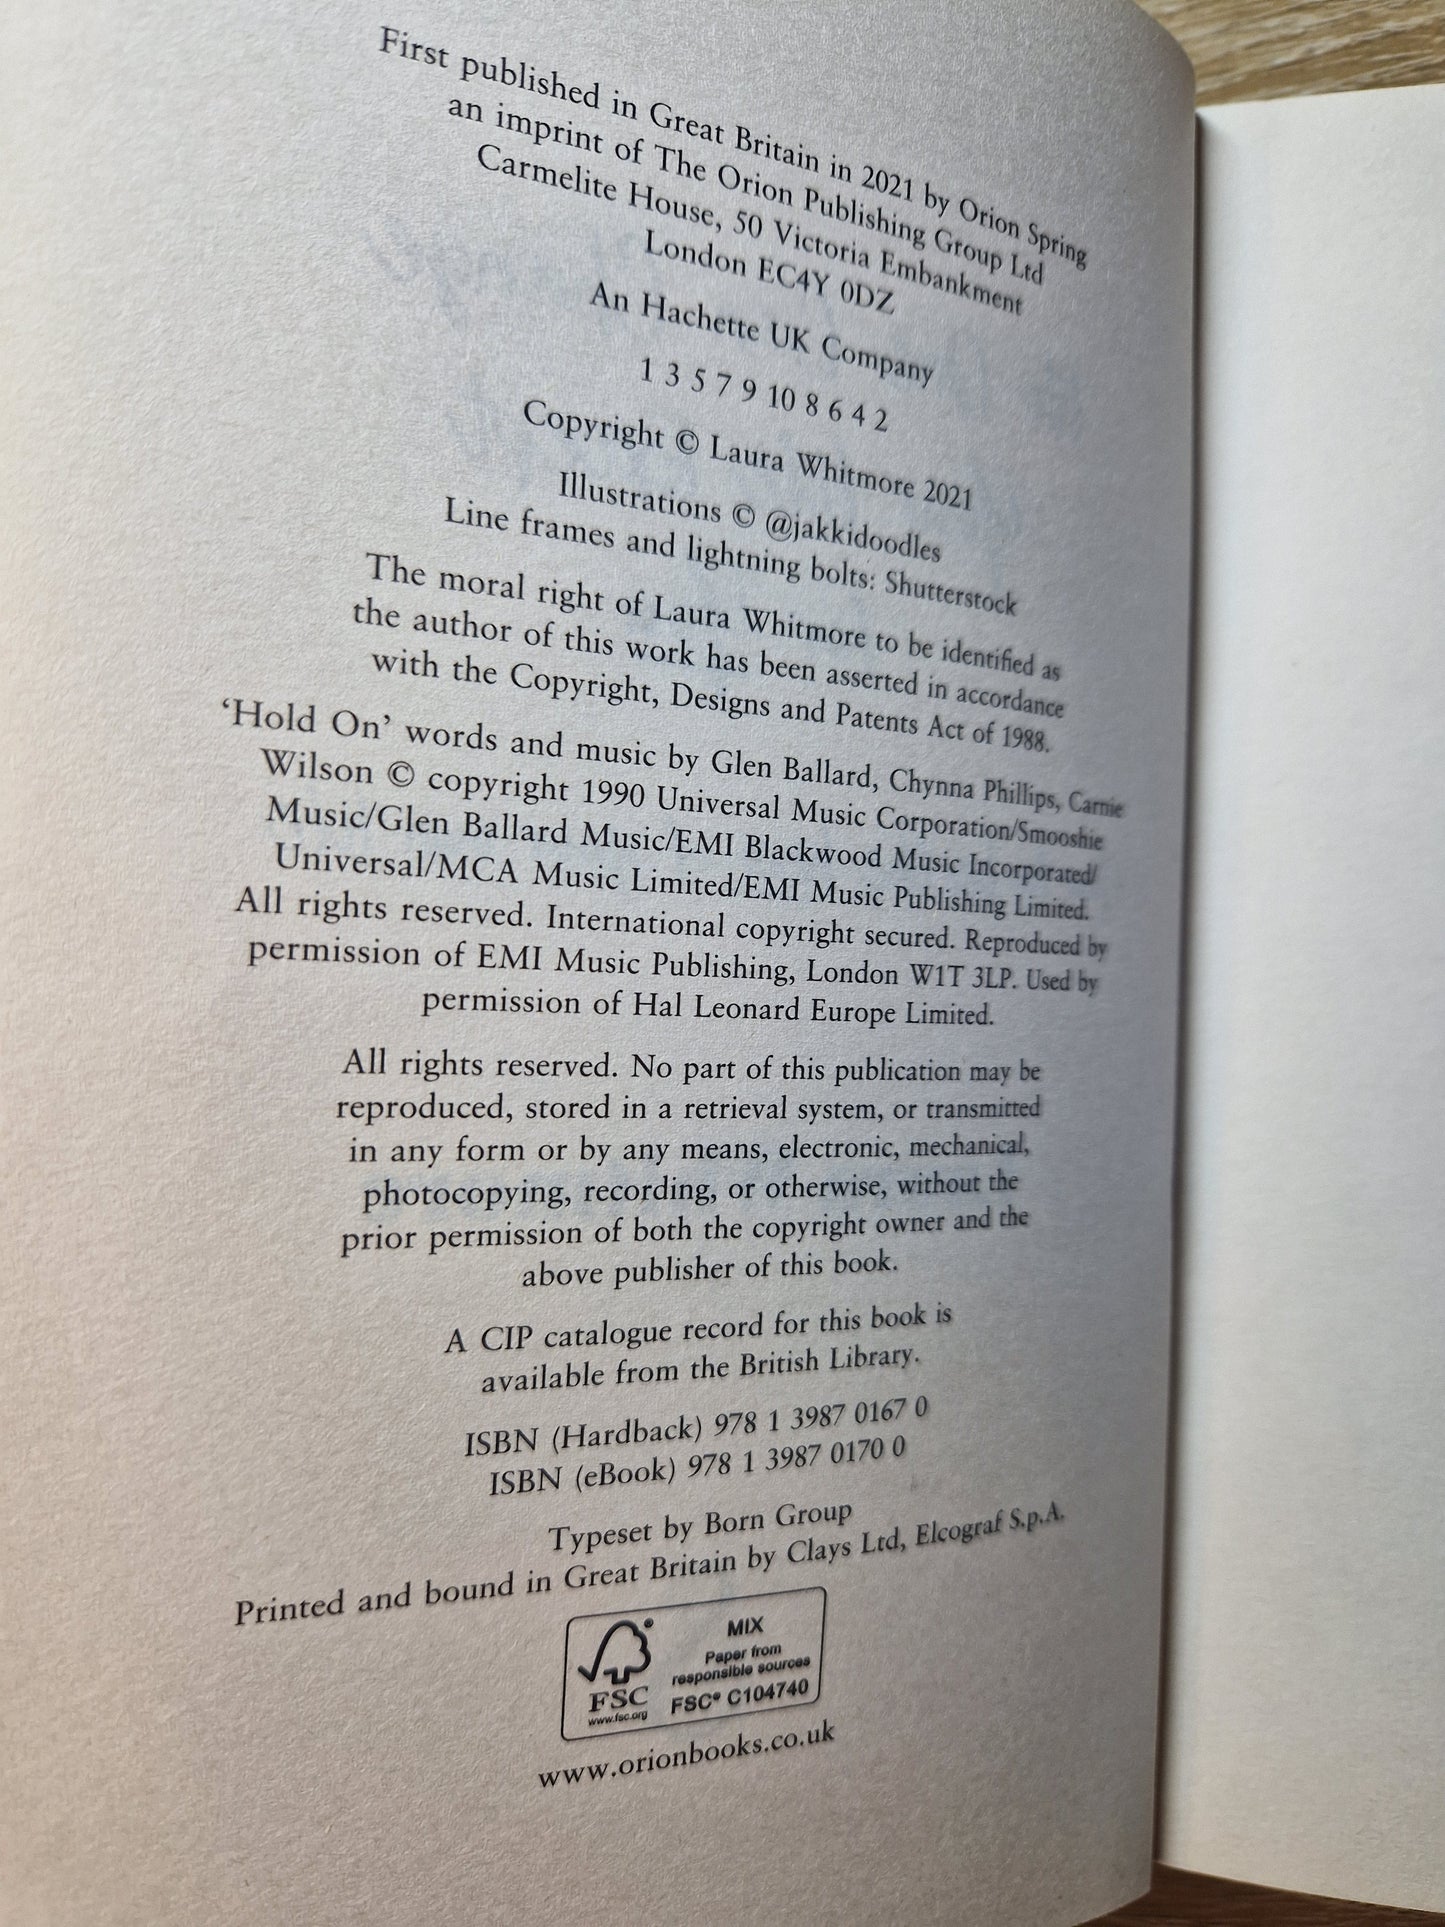 First published in Great Britain in 2021 by Orion Spring
an imprint of The Orion Publishing Group Ltd
Carmelite House, 50 Victoria Embankment
London EC4Y 0DZ
An Hachette UK Company
1 3 5 7 9 10 8 6 4 2
Copyright © Laura Whitmore 2021
Illustrations © @jakkidoodles
Line frames and lightning bolts: Shutterstock
The moral right of Laura Whitmore to be identified as
the author of this work has been asserted in accordance
with the Copyright, Designs and Patents Act of 1988.
‘Hold On’ words and music by Glen Ballard, Chynna Phillips, Carnie
Wilson © copyright 1990 Universal Music Corporation/Smooshie
Music/Glen Ballard Music/EMI Blackwood Music Incorporated/
Universal/MCA Music Limited/EMI Music Publishing Limited.
All rights reserved. International copyright secured. Reproduced by
permission of EMI Music Publishing, London W1T 3LP. Used by
permission of Hal Leonard Europe Limited.
All rights reserved. No part of this publication may be
reproduced, stored in a retrieval system, or transmitted
in any form or by any means, electronic, mechanical,
photocopying, recording, or otherwise, without the
prior permission of both the copyright owner and the
above publisher of this book.
A CIP catalogue record for this book is
available from the British Library.
ISBN (Hardback) 978 1 3987 0167 0
ISBN (eBook) 978 1 3987 0170 0
Typeset by Born Group
Printed and bound in Great Britain by Clays Ltd, Elcograf S.p.A.
MIX
Paper from
responsible sources
FSC® C104740
FSC
www.fsc.org
www.orionbooks.co.uk